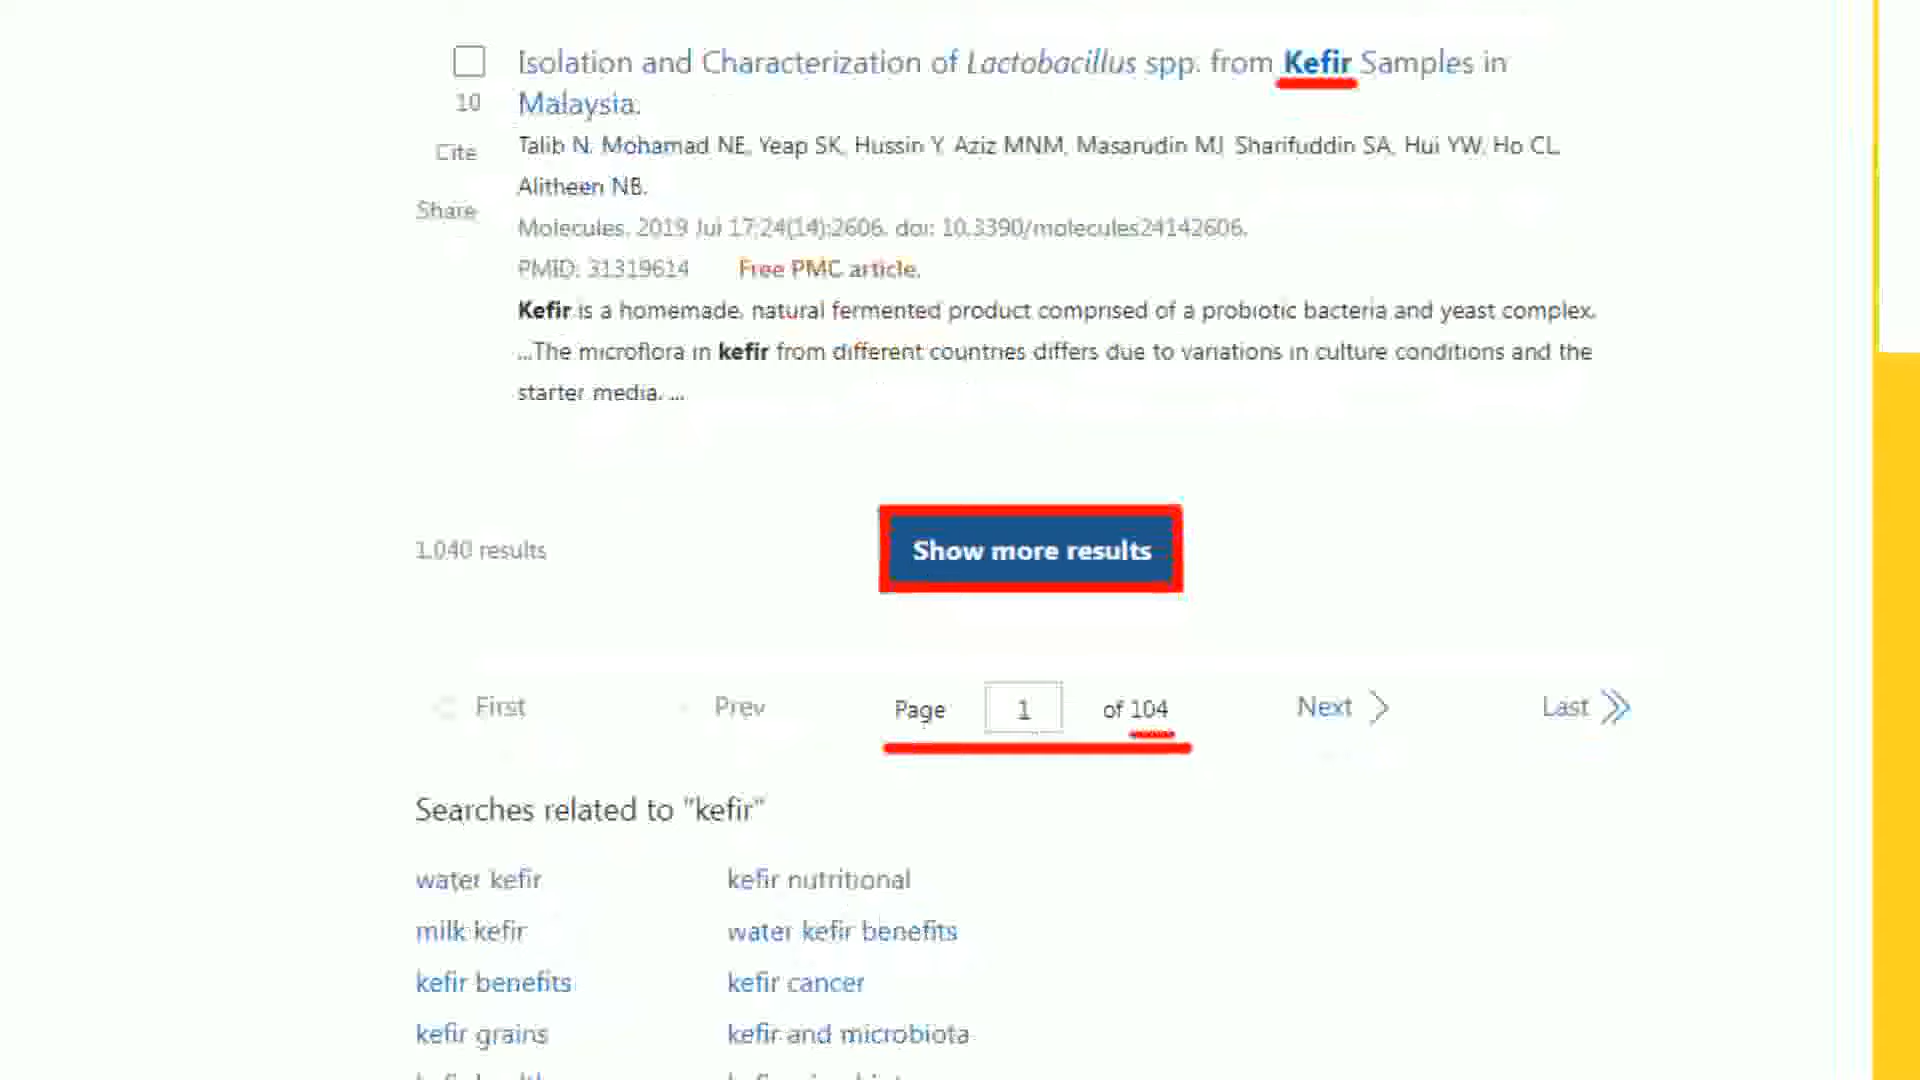 Isolation and Characterization of Lactobacillus spp. from Kefir Samples in
10
Malaysia.
Cite
Talib N, Mohamad NE, Yeap SK, Hussin Y, Aziz MNM, Masarudin MJ, Sharifuddin SA, Hui YW, Ho CL,
Alitheen NB.
Share
Molecules. 2019 Jul 17;24(14):2606. doi: 10.3390/molecules24142606.
PMID: 31319614 Free PMC article.
Kefir is a homemade, natural fermented product comprised of a probiotic bacteria and yeast complex.
...The microflora in kefir from different countries differs due to variations in culture conditions and the
starter media. ...
1,040 results
Show more results
First Prev Page 1 of 104 Next Last
Searches related to "kefir"
water kefir
kefir nutritional
milk kefir
water kefir benefits
kefir benefits
kefir cancer
kefir grains
kefir and microbiota